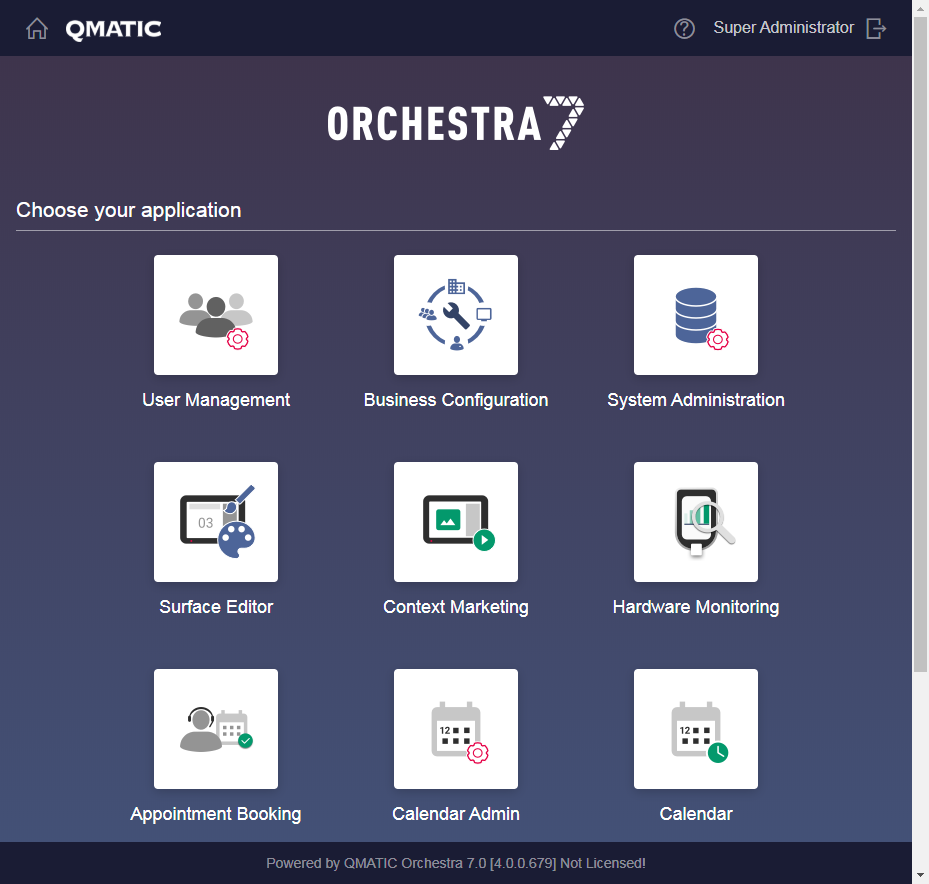 QMATIC
Super Administrator
ORCHESTRA 7
Choose your application
User Management
Business Configuration
System Administration
03
Surface Editor
Context Marketing
Hardware Monitoring
12
12
Appointment Booking
Calendar Admin
Calendar
Powered by QMATIC Orchestra 7.0 [4.0.0.679] Not Licensed!